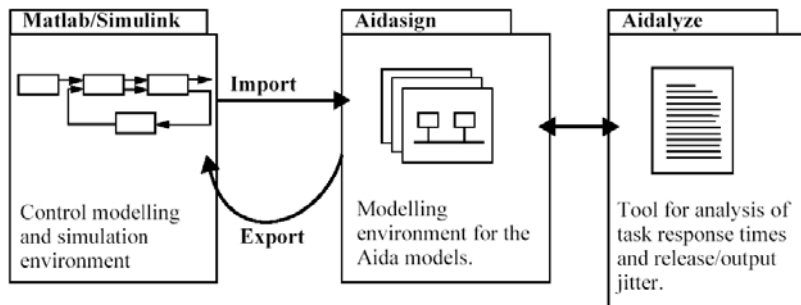 Matlab/Simulink
Aidasign
Aidalyze
Import
Export
Control modelling
and simulation
environment
Modelling
environment for the
Aida models.
Tool for analysis of
task response times
and release/output
jitter.